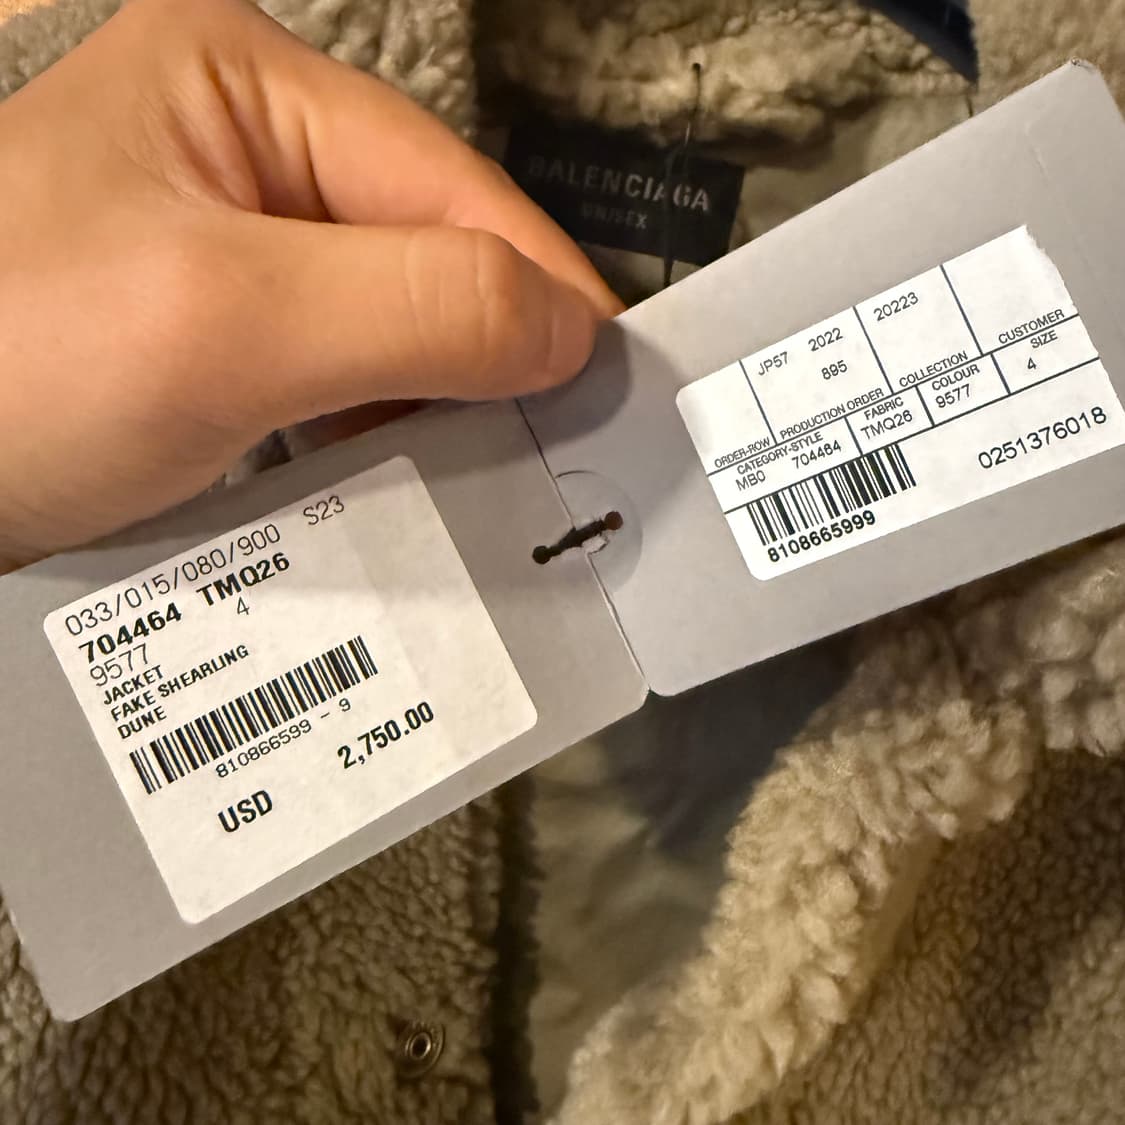 BALENCIAGA
UNISEX
033/015/080/900 S23
704464 TMQ26
9577 4
JACKET
FAKE SHEARLING
DUNE
810866599 - 9
2,750.00
USD
JP57 2022 20223
895
ORDER-ROW PRODUCTION ORDER COLLECTION CUSTOMER
CATEGORY-STYLE FABRIC COLOUR SIZE
MB0 704464 TMQ26 9577 4
8108665999
0251376018